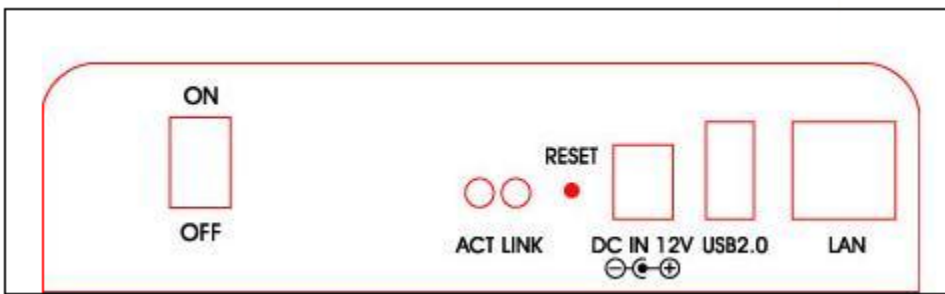 ON
OFF
RESET
ACT LINK
DC IN 12V
USB2.0
LAN